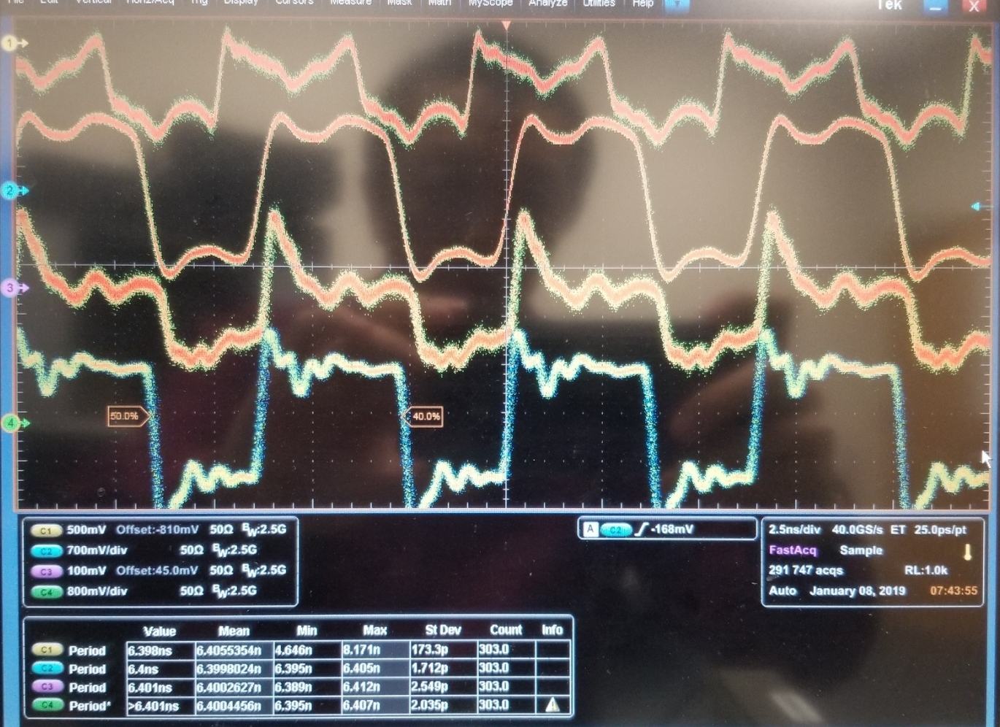 File Edit Vertical Horiz/Acq Trig Display Cursors Measure Mask Math MyScope Analyze Utilities Help Tek X
1
2
3
50.0% 40.0%
4
C1 500mV Offset:-810mV 50Ω BW:2.5G
C2 700mV/div 50Ω BW:2.5G
C3 100mV Offset:45.0mV 50Ω BW:2.5G
C4 800mV/div 50Ω BW:2.5G
A C2 -168mV
2.5ns/div 40.0GS/s ET 25.0ps/pt
FastAcq Sample
291 747 acqs RL:1.0k
Auto January 08, 2019 07:43:55
Value Mean Min Max St Dev Count Info
C1 Period 6.398ns 6.4055354n 4.646n 8.171n 173.3p 303.0
C2 Period 6.4ns 6.3998024n 6.395n 6.405n 1.712p 303.0
C3 Period 6.401ns 6.4002627n 6.389n 6.412n 2.549p 303.0
C4 Period* >6.401ns 6.4004456n 6.395n 6.407n 2.035p 303.0